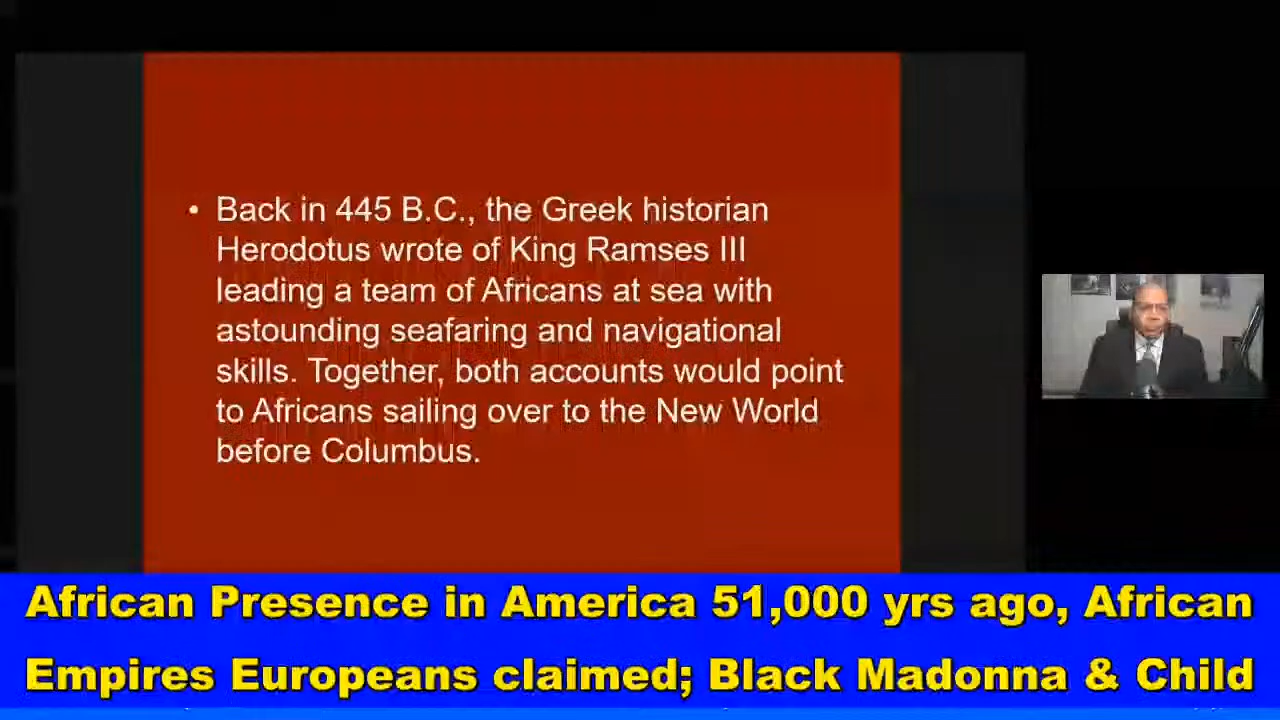 • Back in 445 B.C., the Greek historian
Herodotus wrote of King Ramses III
leading a team of Africans at sea with
astounding seafaring and navigational
skills. Together, both accounts would point
to Africans sailing over to the New World
before Columbus.
African Presence in America 51,000 yrs ago, African
Empires Europeans claimed; Black Madonna & Child